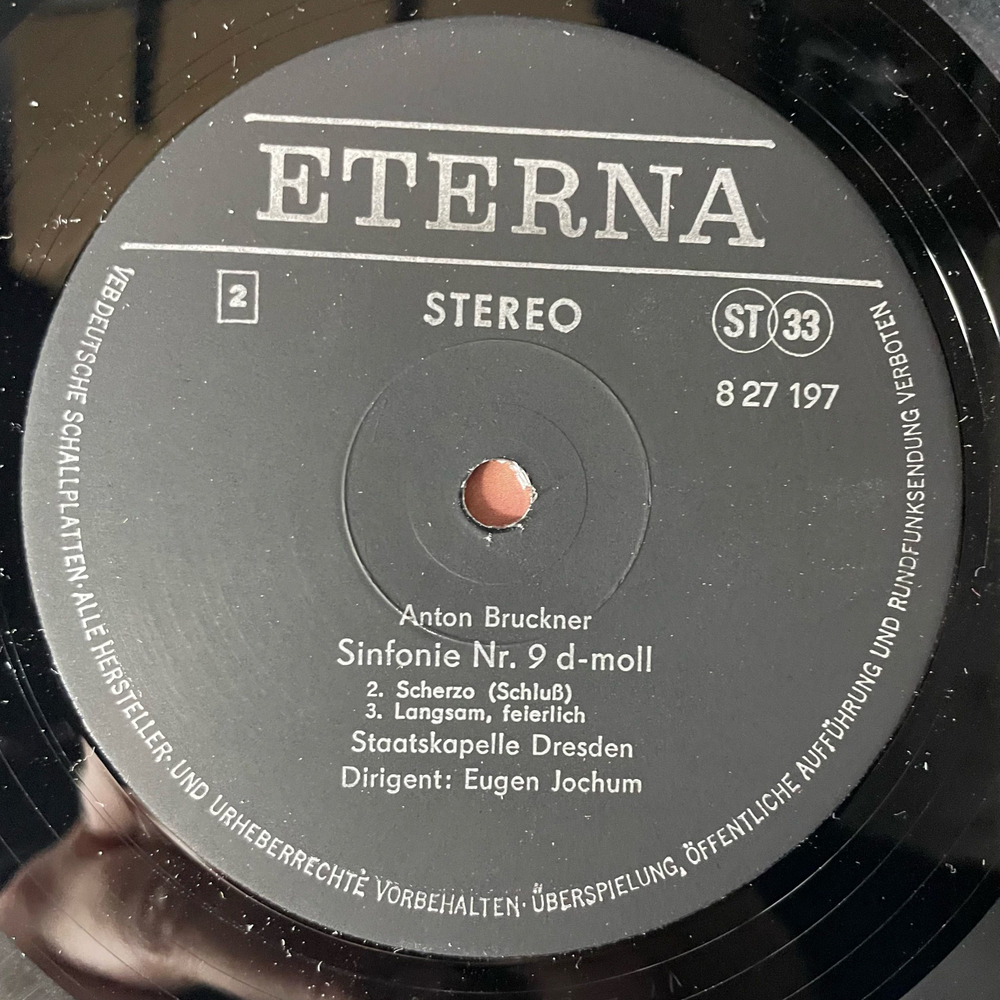 ETERNA
2
STEREO
ST 33
8 27 197
Anton Bruckner
Sinfonie Nr. 9 d-moll
2. Scherzo (Schluß)
3. Langsam, feierlich
Staatskapelle Dresden
Dirigent: Eugen Jochum
VEB DEUTSCHE SCHALLPLATTEN · ALLE HERSTELLER- UND URHEBERRECHTE VORBEHALTEN · ÜBERSPIELUNG, ÖFFENTLICHE AUFFÜHRUNG UND RUNDFUNKSENDUNG VERBOTEN